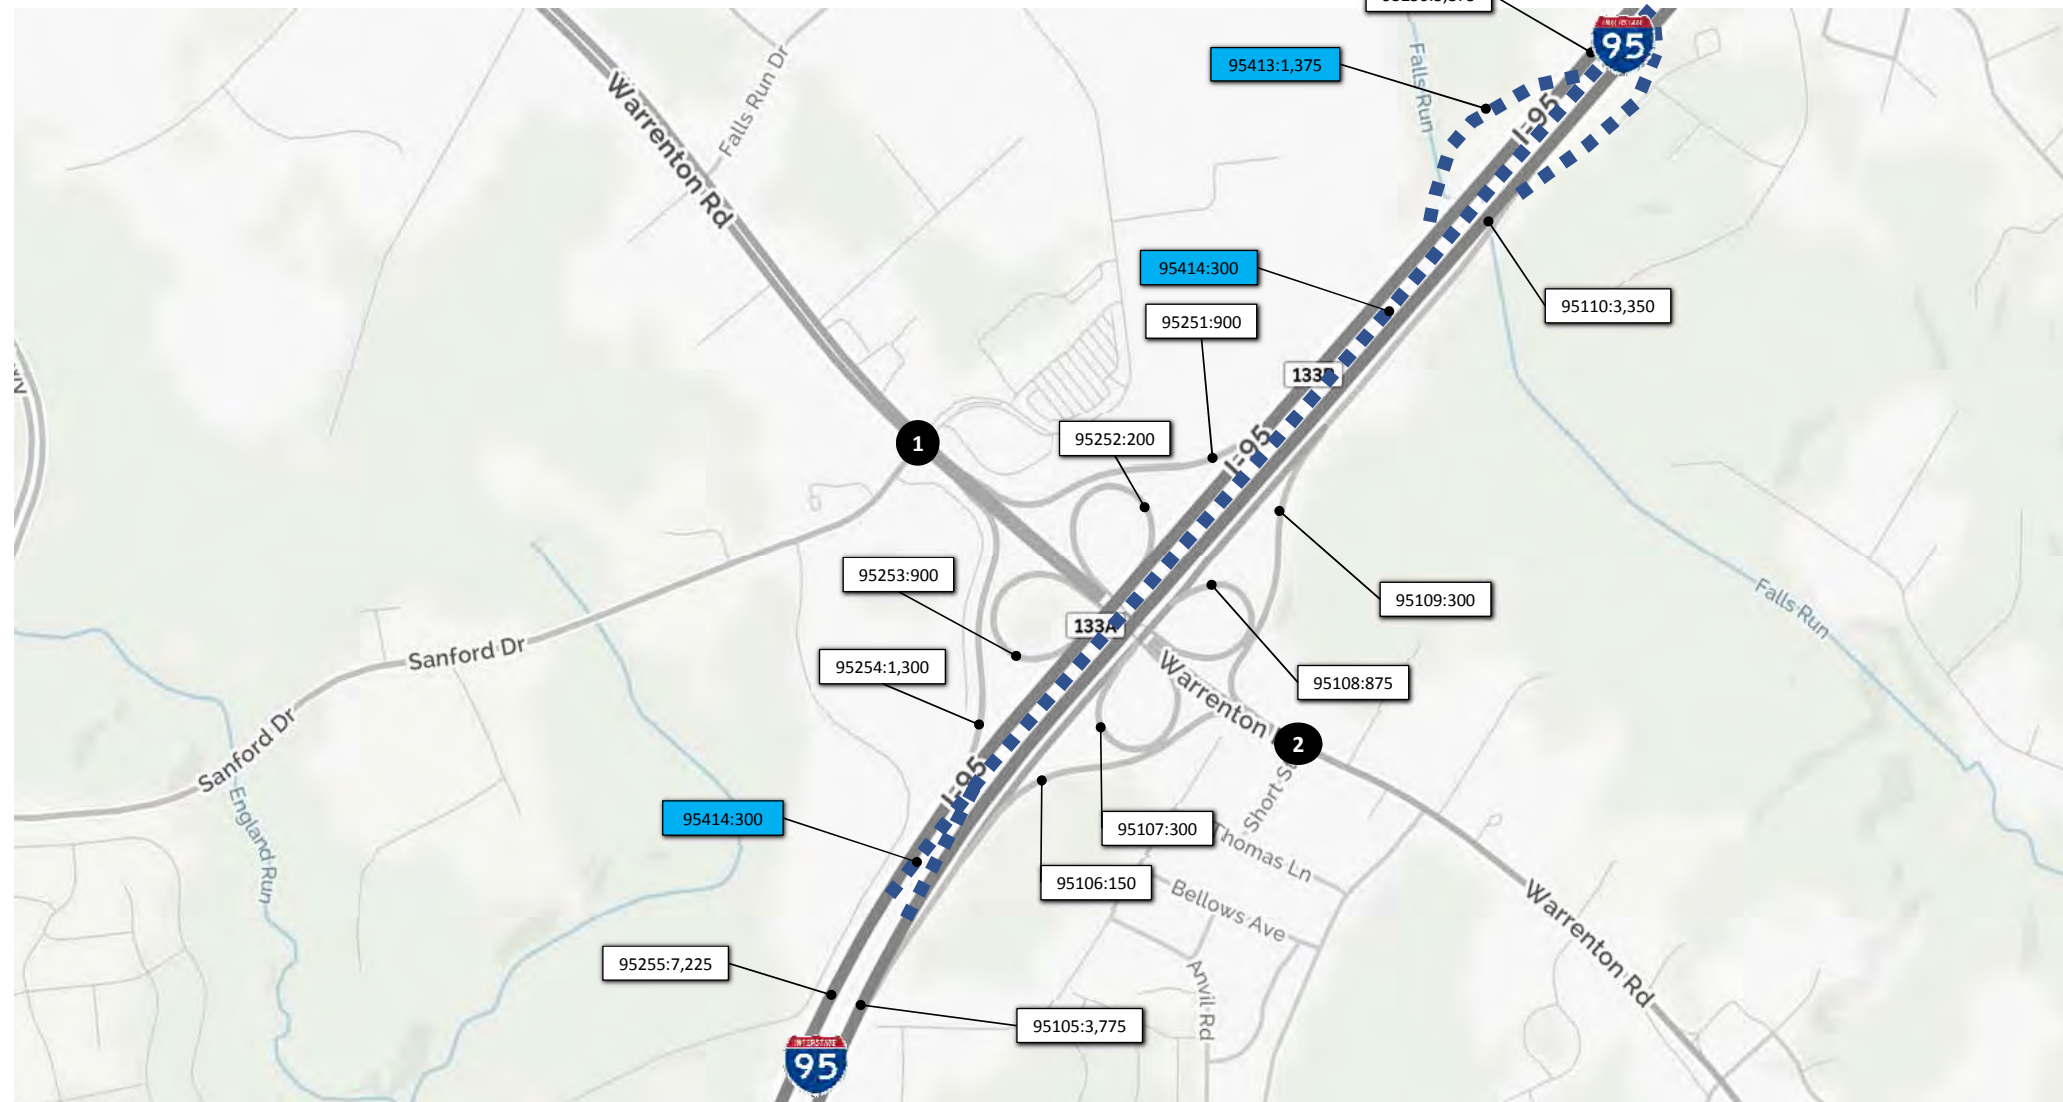 95
95413:1,375
Falls Run Dr
Falls Run
Warrenton Rd
I-95
95414:300
95110:3,350
95251:900
133B
1
95252:200
I-95
95253:900
95109:300
Falls Run
133A
Sanford Dr
95254:1,300
95108:875
Warrenton
2
Sanford Dr
I-95
Short St
95414:300
95107:300
Thomas Ln
England Run
95106:150
Bellows Ave
Warrenton Rd
95255:7,225
Anvil Rd
95105:3,775
INTERSTATE
95